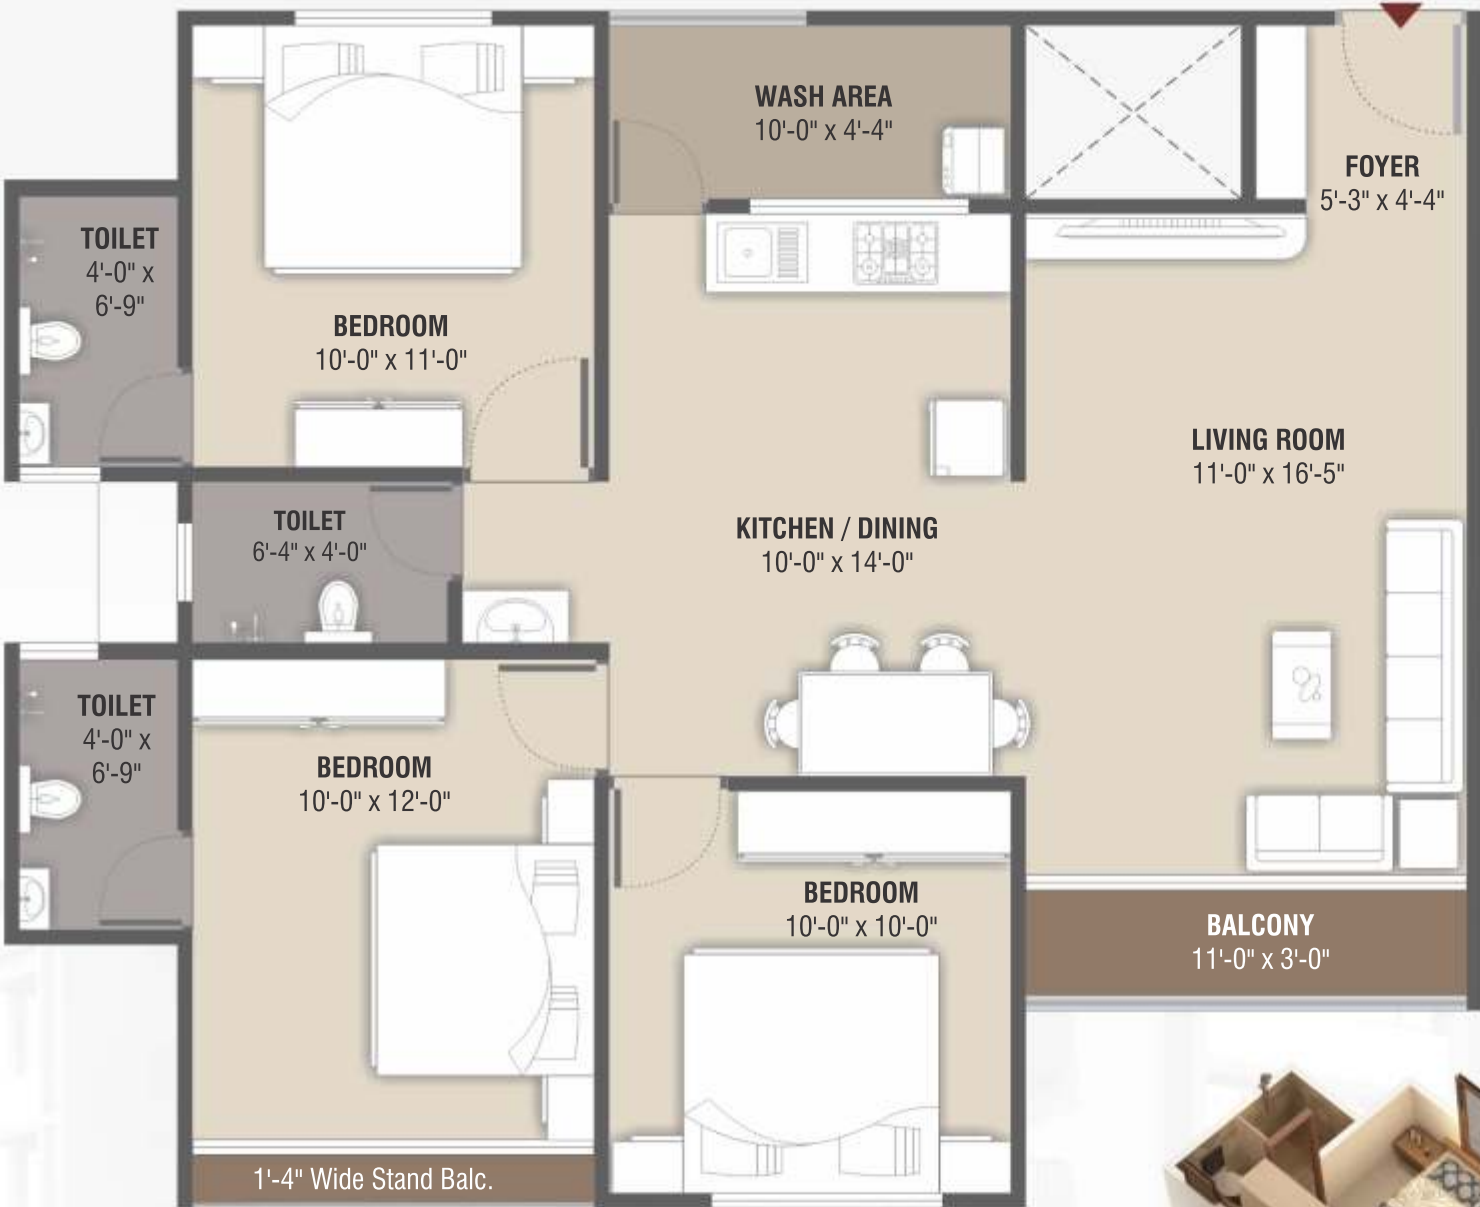 WASH AREA
10'-0" x 4'-4"
FOYER
5'-3" x 4'-4"
TOILET
4'-0" x
6'-9"
BEDROOM
10'-0" x 11'-0"
LIVING ROOM
11'-0" x 16'-5"
TOILET
6'-4" x 4'-0"
KITCHEN / DINING
10'-0" x 14'-0"
TOILET
4'-0" x
6'-9"
BEDROOM
10'-0" x 12'-0"
BEDROOM
10'-0" x 10'-0"
BALCONY
11'-0" x 3'-0"
1'-4" Wide Stand Balc.